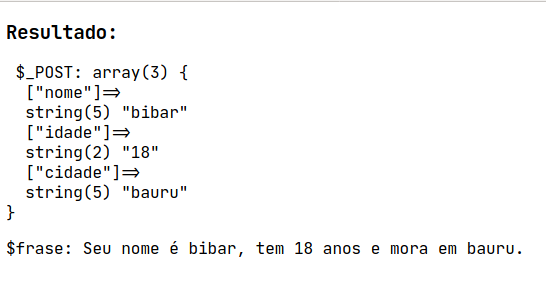 Resultado:
$_POST: array(3) {
["nome"]=>
string(5) "bibar"
["idade"]=>
string(2) "18"
["cidade"]=>
string(5) "bauru"
}
$frase: Seu nome é bibar, tem 18 anos e mora em bauru.